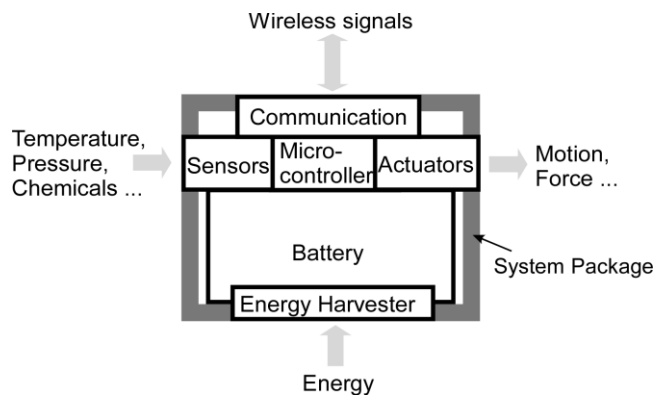 Wireless signals
Communication
Temperature,
Pressure,
Chemicals ...
Sensors
Micro-
controller
Actuators
Motion,
Force ...
Battery
System Package
Energy Harvester
Energy